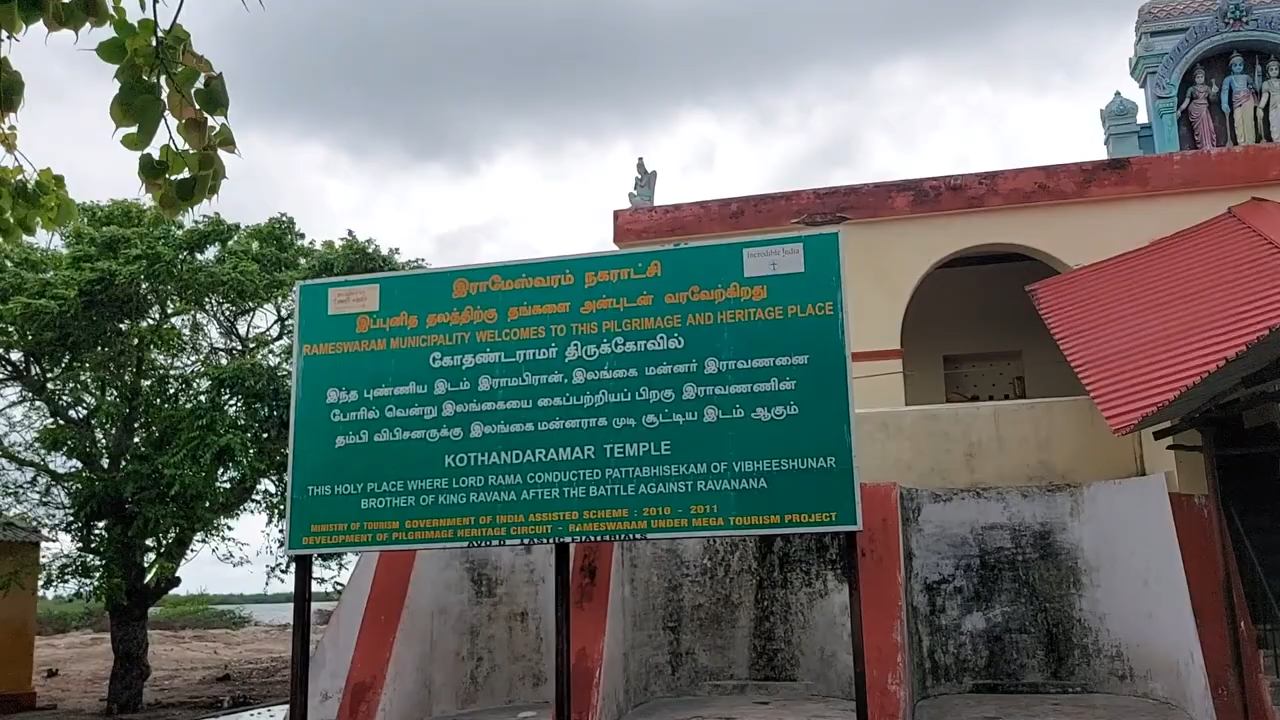 Incredible India
இராமேஸ்வரம் நகராட்சி
இப்புனித தலத்திற்கு தங்களை அன்புடன் வரவேற்கிறது
RAMESWARAM MUNICIPALITY WELCOMES TO THIS PILGRIMAGE AND HERITAGE PLACE
கோதண்டராமர் திருக்கோவில்
இந்த புண்ணிய இடம் இராமபிரான், இலங்கை மன்னர் இராவணனை
போரில் வென்று இலங்கையை கைப்பற்றியப் பிறகு இராவணனின்
தம்பி விபிசனருக்கு இலங்கை மன்னராக முடி சூட்டிய இடம் ஆகும்
KOTHANDARAMAR TEMPLE
THIS HOLY PLACE WHERE LORD RAMA CONDUCTED PATTABHISEKAM OF VIBHEESHUNAR
BROTHER OF KING RAVANA AFTER THE BATTLE AGAINST RAVANANA
MINISTRY OF TOURISM GOVERNMENT OF INDIA ASSISTED SCHEME : 2010 - 2011
DEVELOPMENT OF PILGRIMAGE HERITAGE CIRCUIT - RAMESWARAM UNDER MEGA TOURISM PROJECT